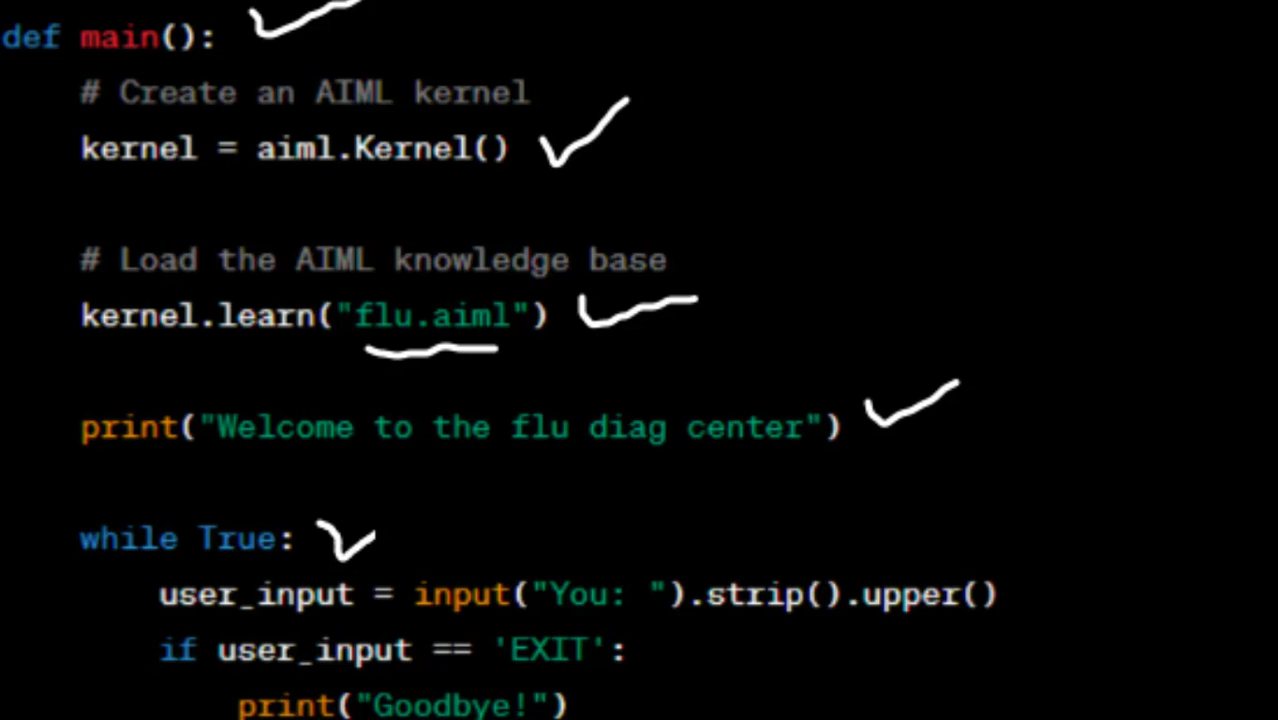 def main():
# Create an AIML kernel
kernel = aiml.Kernel()
# Load the AIML knowledge base
kernel.learn("flu.aiml")
print("Welcome to the flu diag center")
while True:
user_input = input("You: ").strip().upper()
if user_input == 'EXIT':
print("Goodbye!")